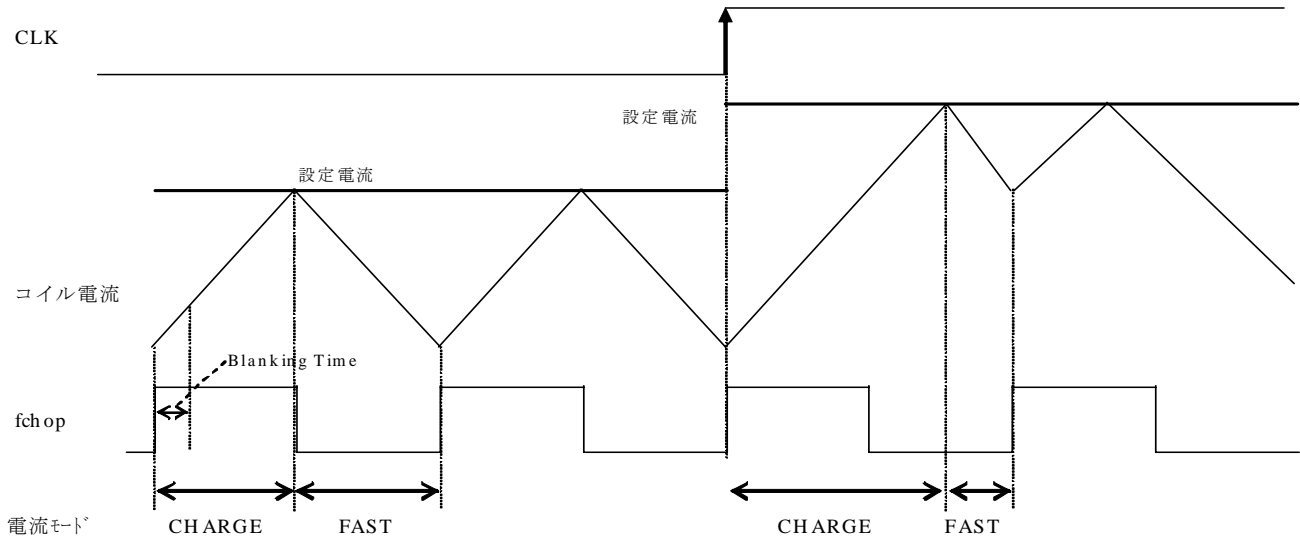 CLK
設定電流
設定電流
コイル電流
Blanking Time
fchop
電流ﾓｰﾄﾞ
CHARGE
FAST
CHARGE
FAST